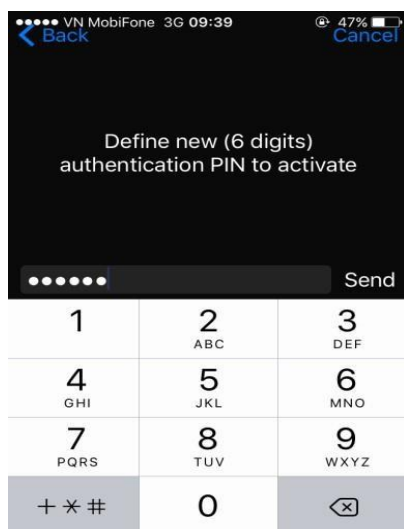 VN MobiFone 3G 09:39 47%
Back Cancel
Define new (6 digits)
authentication PIN to activate
●●●●●● Send
1 2 3
ABC DEF
4 5 6
GHI JKL MNO
7 8 9
PQRS TUV WXYZ
+*# 0